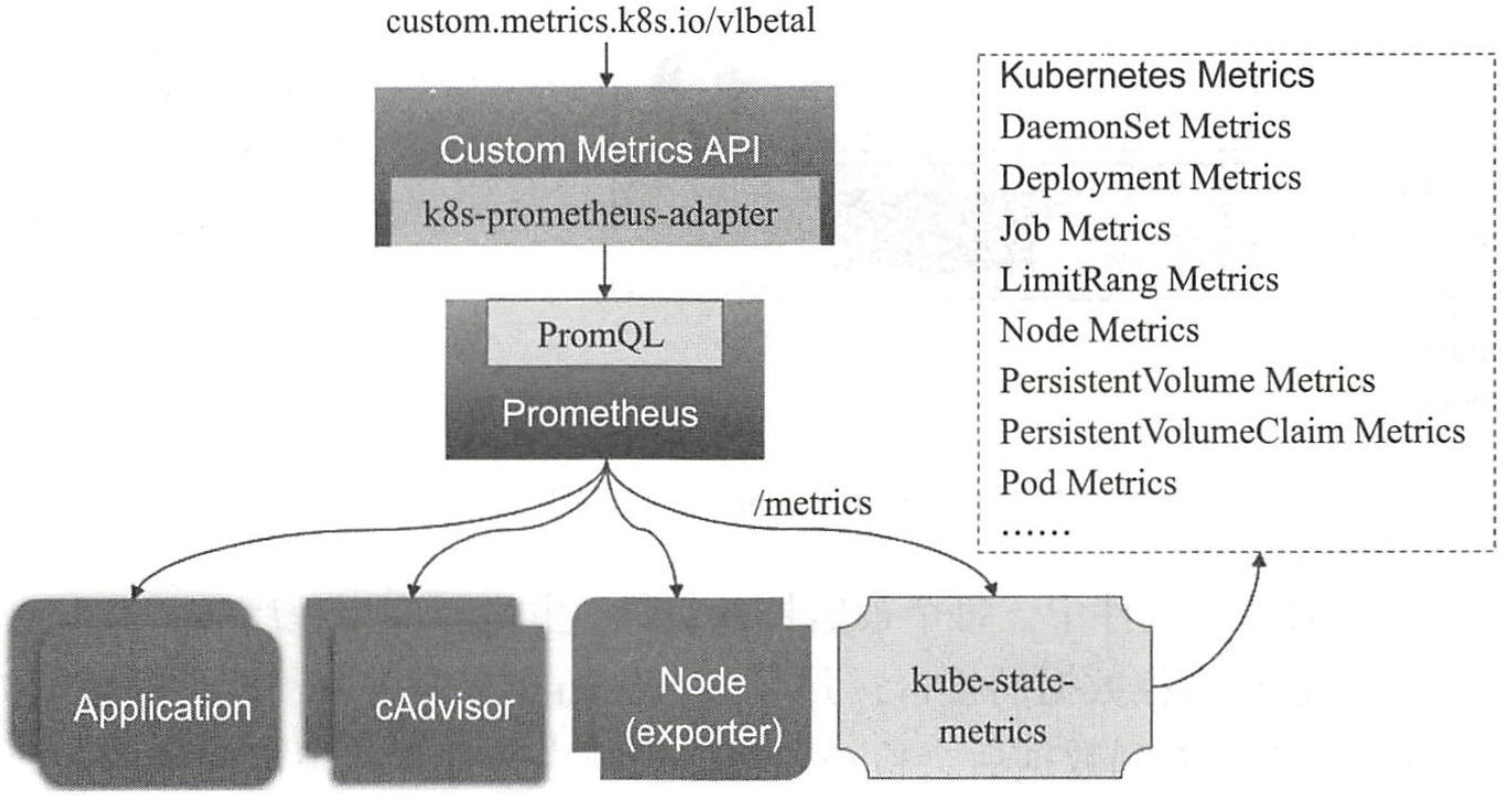 custom.metrics.k8s.io/vlbetal
Custom Metrics API
k8s-prometheus-adapter
PromQL
Prometheus
/metrics
Application
cAdvisor
Node
(exporter)
kube-state-
metrics
Kubernetes Metrics
DaemonSet Metrics
Deployment Metrics
Job Metrics
LimitRang Metrics
Node Metrics
PersistentVolume Metrics
PersistentVolumeClaim Metrics
Pod Metrics
……